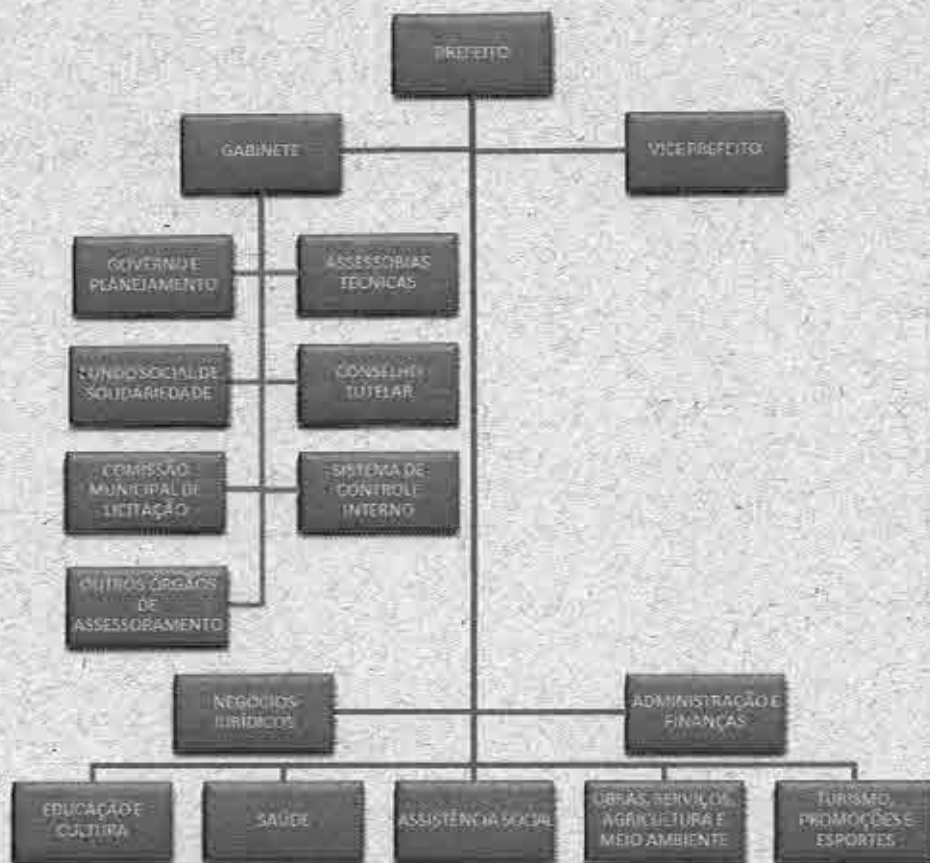 PREFEITO
GABINETE
VICE PREFEITO
GOVERNO E
PLANEJAMENTO
ASSESSORIAS
TÉCNICAS
FUNDO SOCIAL DE
SOLIDARIEDADE
CONSELHO
TUTELAR
COMISSÃO
MUNICIPAL DE
LICITAÇÃO
SISTEMA DE
CONTROLE
INTERNO
OUTROS ÓRGÃOS
DE
ASSESSORAMENTO
NEGÓCIOS
JURÍDICOS
ADMINISTRAÇÃO E
FINANÇAS
EDUCAÇÃO E
CULTURA
SAÚDE
ASSISTÊNCIA SOCIAL
OBRAS, SERVIÇOS,
AGRICULTURA E
MEIO AMBIENTE
TURISMO,
PROMOÇÕES E
ESPORTES